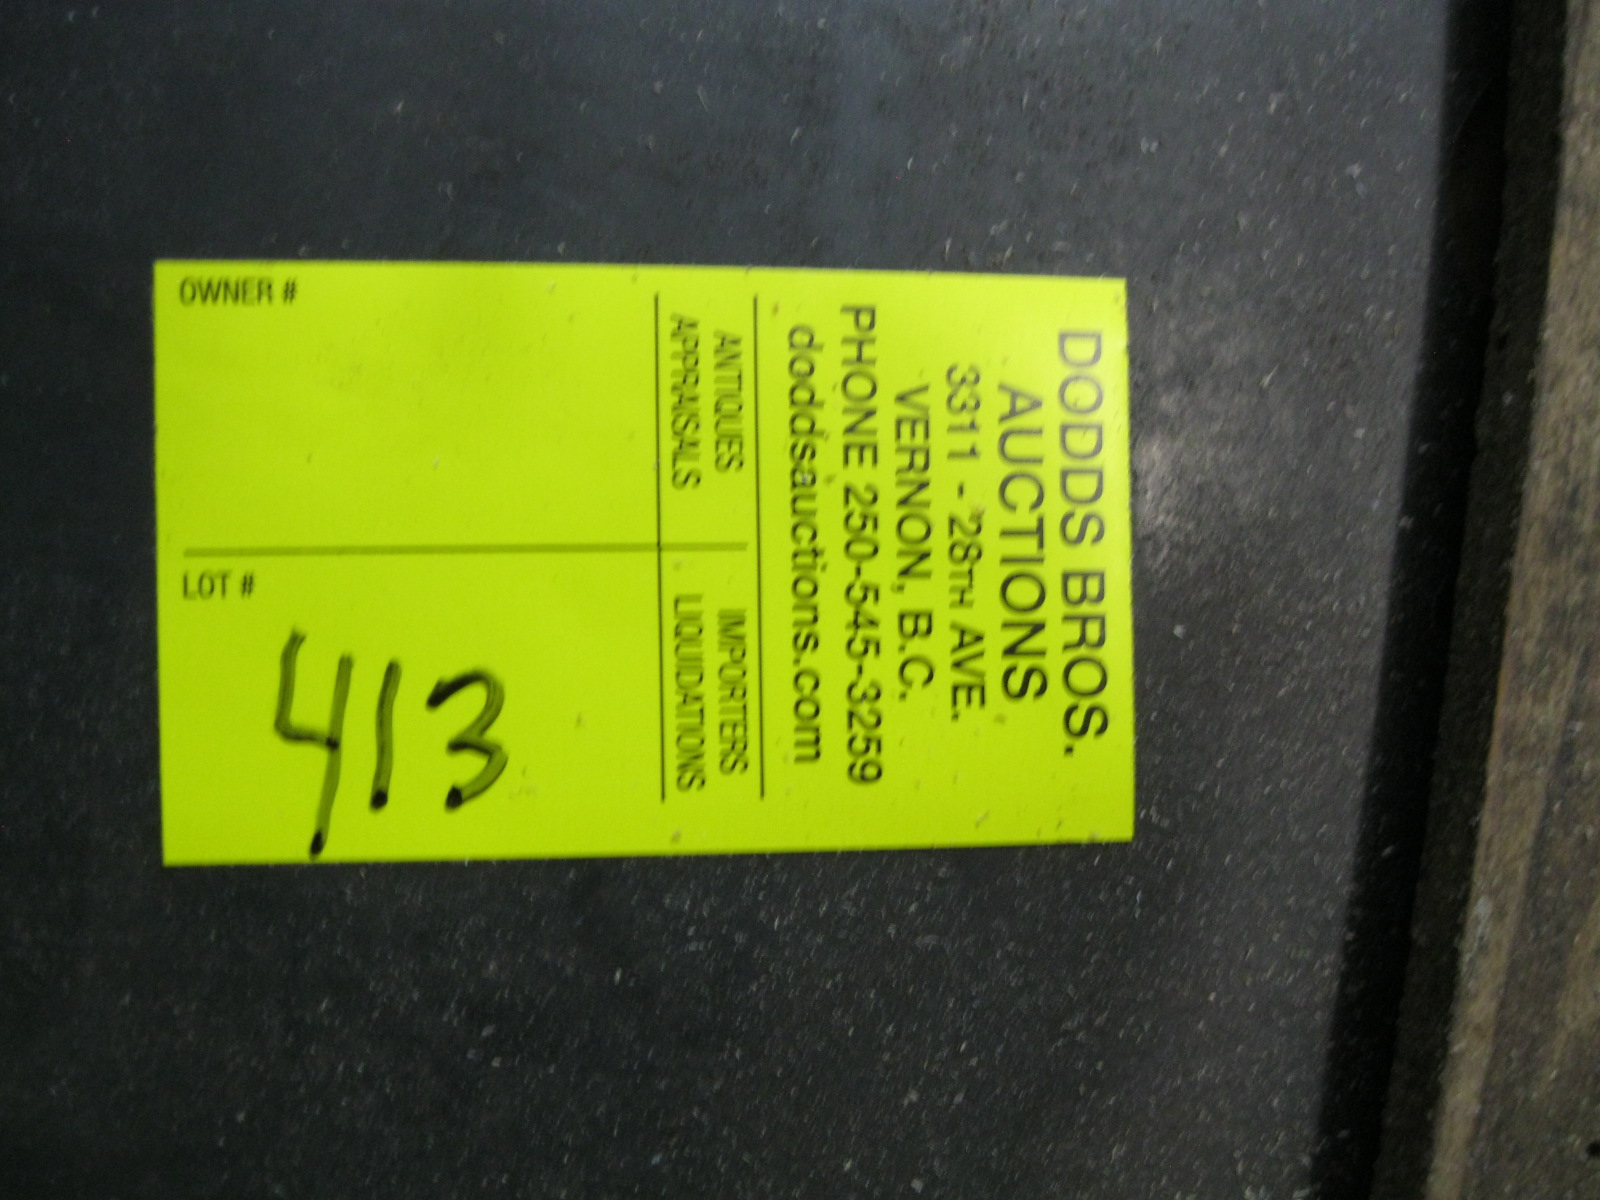 DODDS BROS.
AUCTIONS
3311 - 28TH AVE.
VERNON, B.C.
PHONE 250-545-3259
doddsauctions.com
ANTIQUES IMPORTERS
APPRAISALS LIQUIDATIONS
OWNER #
LOT #
413